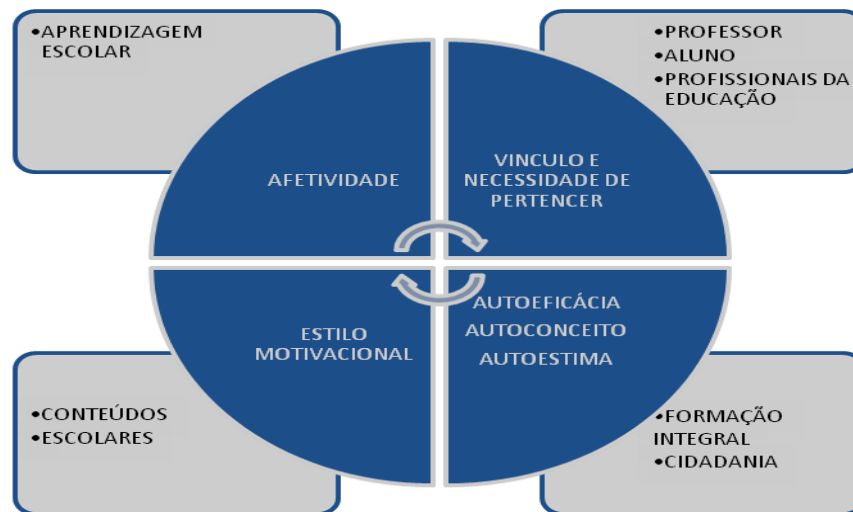 •APRENDIZAGEM
ESCOLAR
•PROFESSOR
•ALUNO
•PROFISSIONAIS DA
EDUCAÇÃO
AFETIVIDADE
VINCULO E
NECESSIDADE DE
PERTENCER
ESTILO
MOTIVACIONAL
AUTOEFICÁCIA
AUTOCONCEITO
AUTOESTIMA
•CONTEÚDOS
•ESCOLARES
•FORMAÇÃO
INTEGRAL
•CIDADANIA